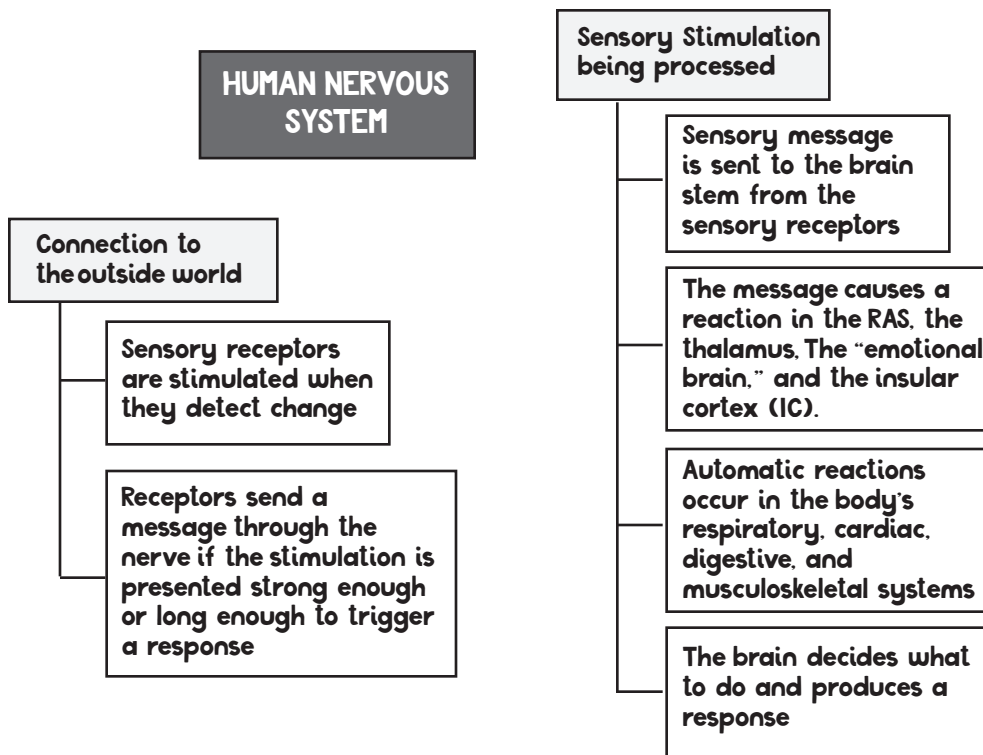 HUMAN NERVOUS
SYSTEM
Connection to
the outside world
Sensory receptors
are stimulated when
they detect change
Receptors send a
message through the
nerve if the stimulation is
presented strong enough
or long enough to trigger
a response
Sensory Stimulation
being processed
Sensory message
is sent to the brain
stem from the
sensory receptors
The message causes a
reaction in the RAS, the
thalamus, The “emotional
brain,” and the insular
cortex (IC).
Automatic reactions
occur in the body’s
respiratory, cardiac,
digestive, and
musculoskeletal systems
The brain decides what
to do and produces a
response